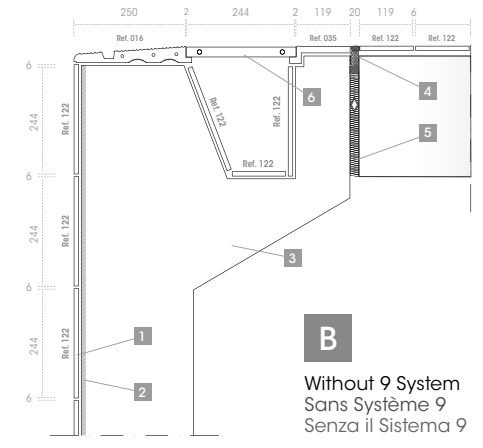 250 2 244 2 119 20 119 6
Ref. 016 Ref. 035 Ref. 122 Ref. 122
6
4
6
244
Ref. 122
Ref. 122
Ref. 122
5
Ref. 122
6
244
Ref. 122
3
6
1
244
Ref. 122
2
6
B
Without 9 System
Sans Système 9
Senza il Sistema 9